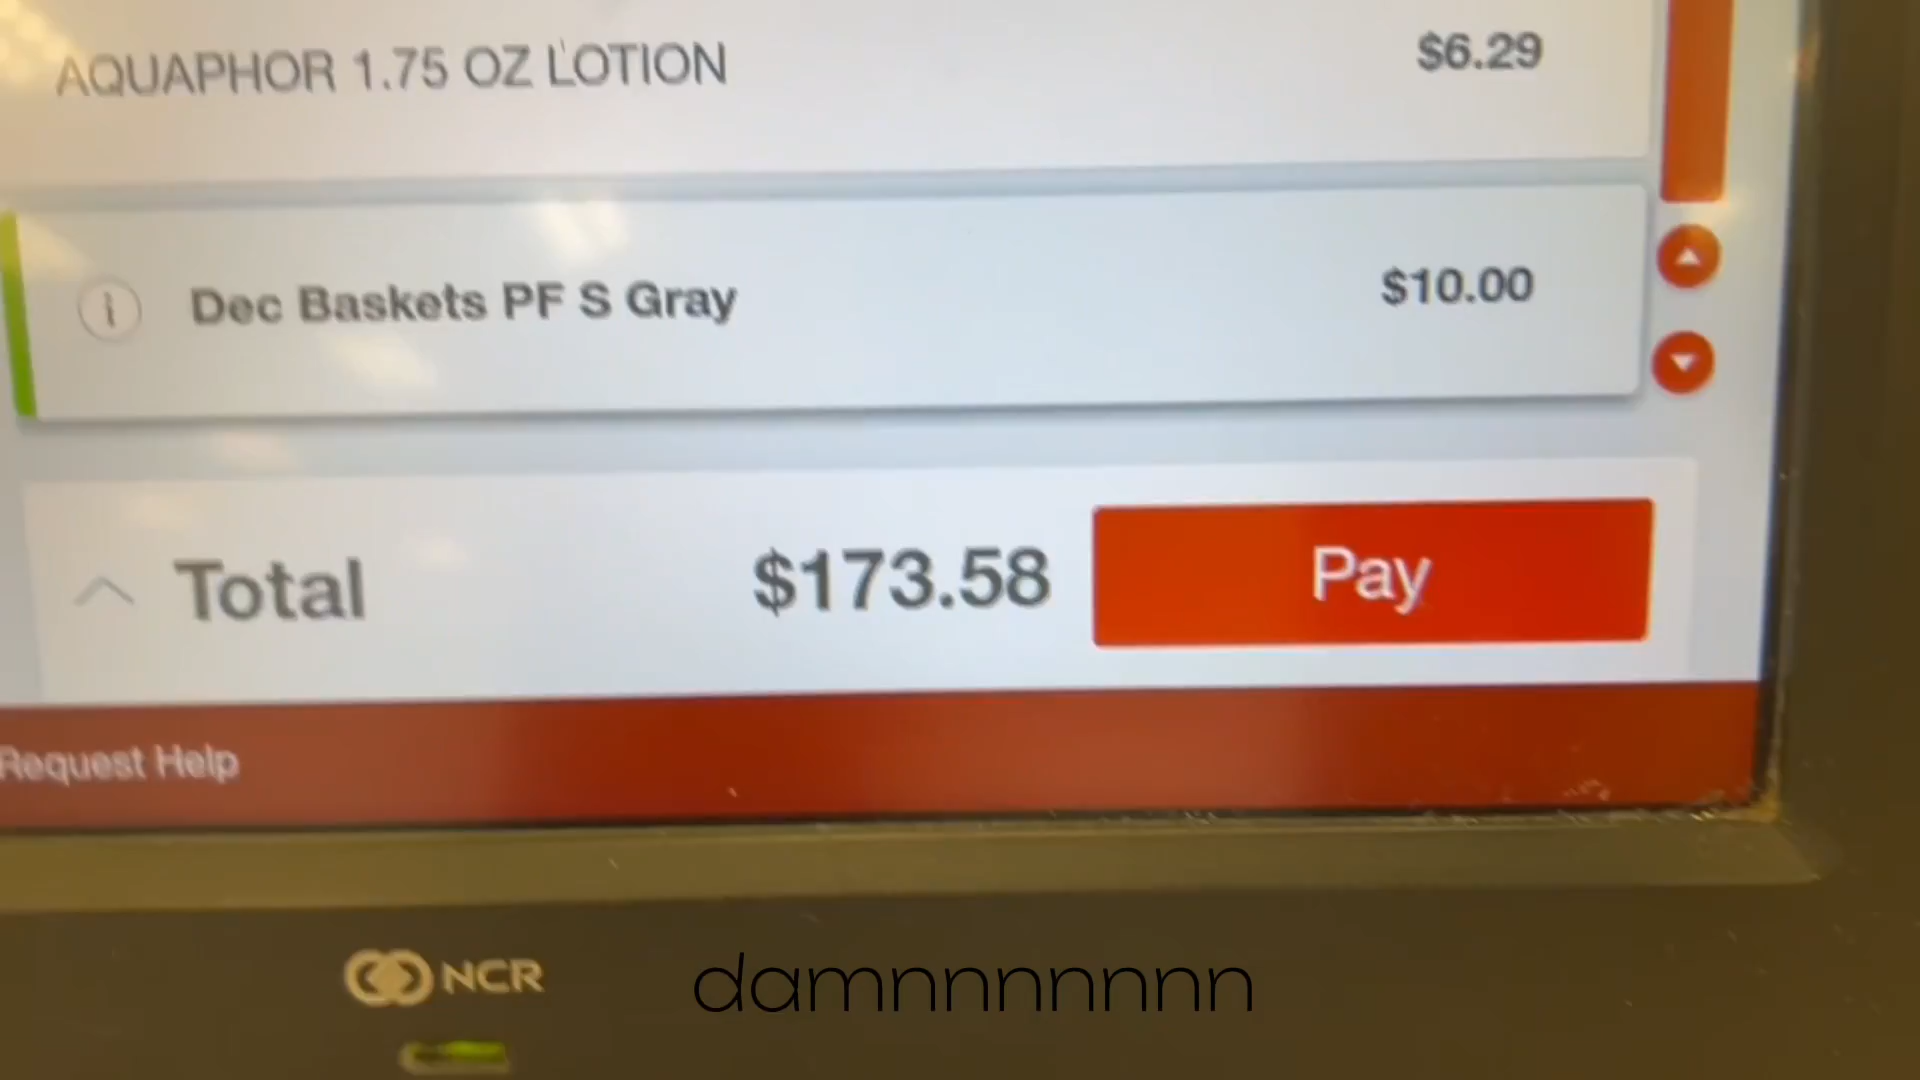 AQUAPHOR 1.75 OZ LOTION $6.29
i Dec Baskets PF S Gray $10.00
Total $173.58 Pay
Request Help
NCR
damnnnnnnnn